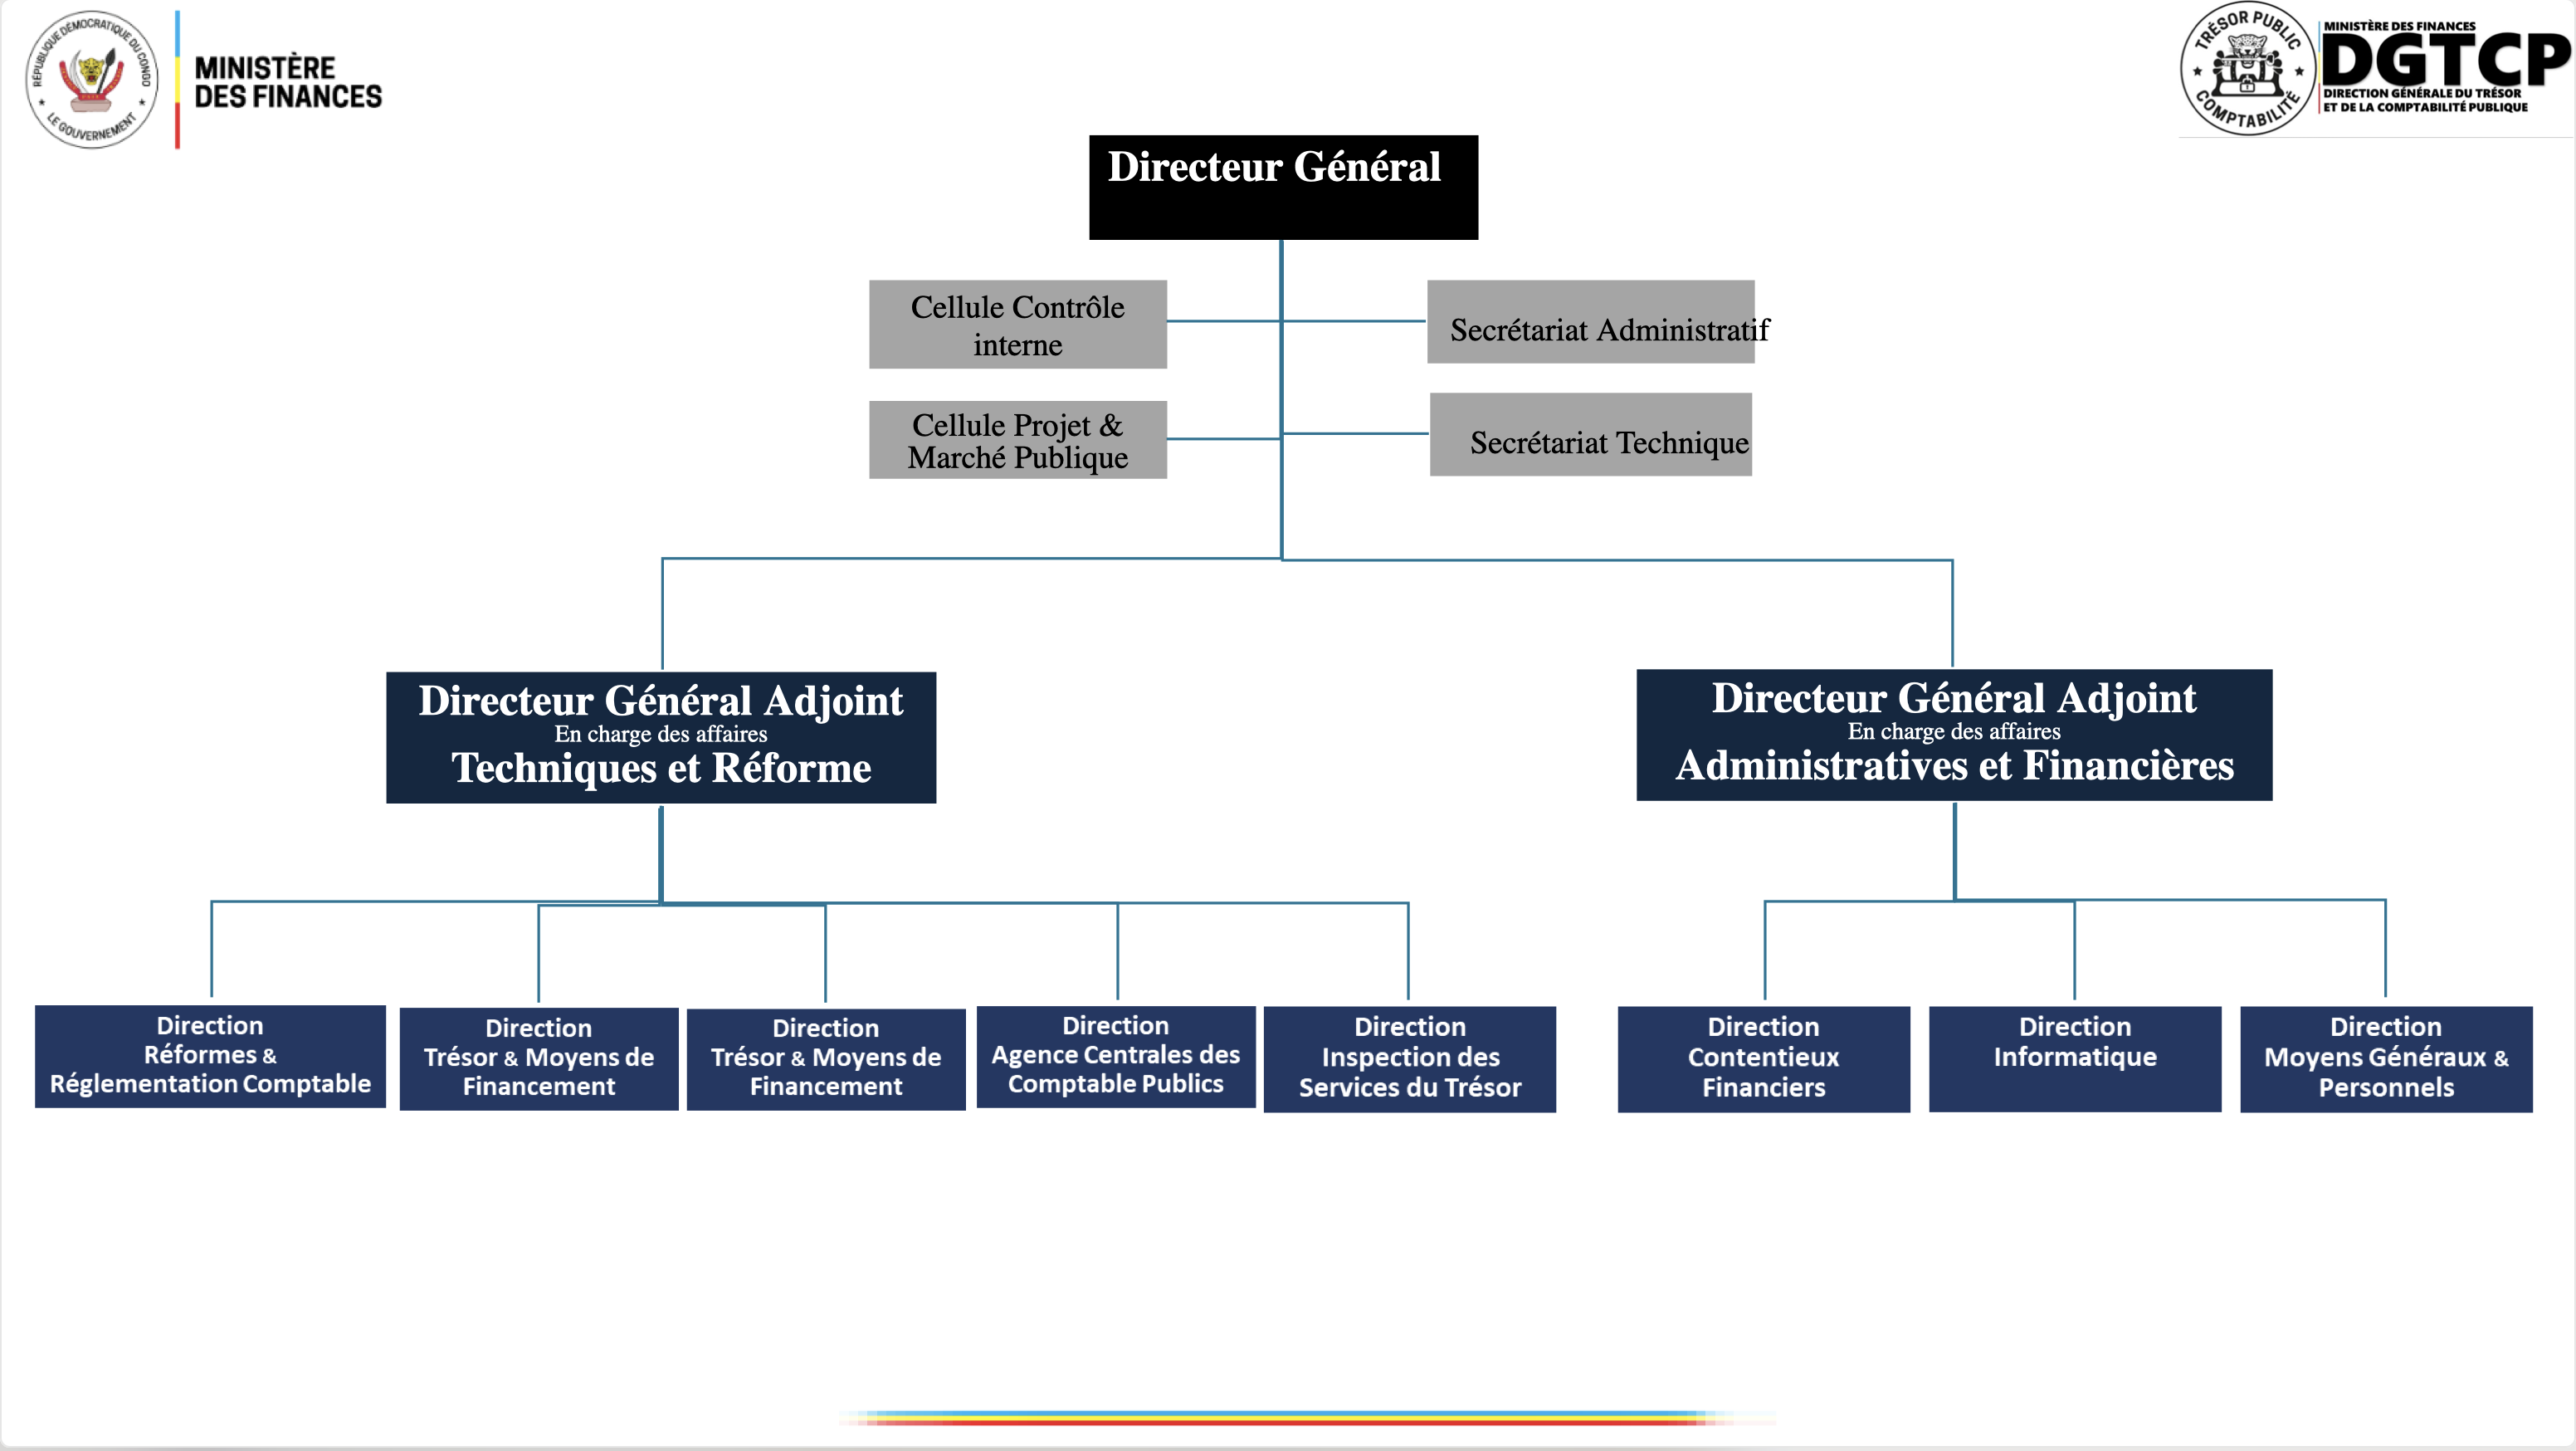 RÉPUBLIQUE DÉMOCRATIQUE DU CONGO
LE GOUVERNEMENT
MINISTÈRE
DES FINANCES
TRÉSOR PUBLIC
COMPTABILITÉ
MINISTÈRE DES FINANCES
DGTCP
DIRECTION GÉNÉRALE DU TRÉSOR
ET DE LA COMPTABILITÉ PUBLIQUE
Directeur Général
Cellule Contrôle
interne
Secrétariat Administratif
Cellule Projet &
Marché Publique
Secrétariat Technique
Directeur Général Adjoint
En charge des affaires
Techniques et Réforme
Directeur Général Adjoint
En charge des affaires
Administratives et Financières
Direction
Réformes &
Réglementation Comptable
Direction
Trésor & Moyens de
Financement
Direction
Trésor & Moyens de
Financement
Direction
Agence Centrales des
Comptable Publics
Direction
Inspection des
Services du Trésor
Direction
Contentieux
Financiers
Direction
Informatique
Direction
Moyens Généraux &
Personnels